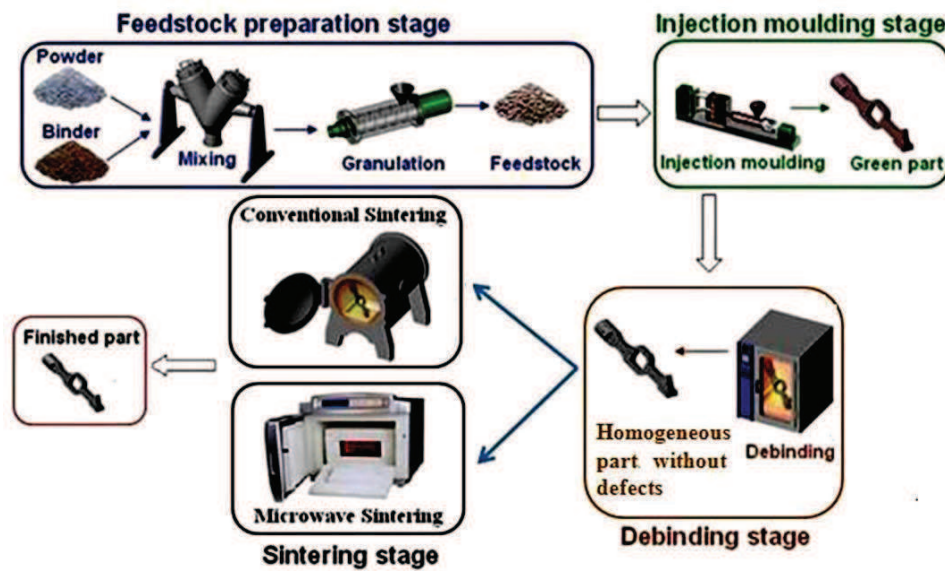 Feedstock preparation stage
Injection moulding stage
Powder
Binder
Mixing
Granulation
Feedstock
Injection moulding
Green part
Conventional Sintering
Finished part
Homogeneous
part without
defects
Debinding
Microwave Sintering
Sintering stage
Debinding stage